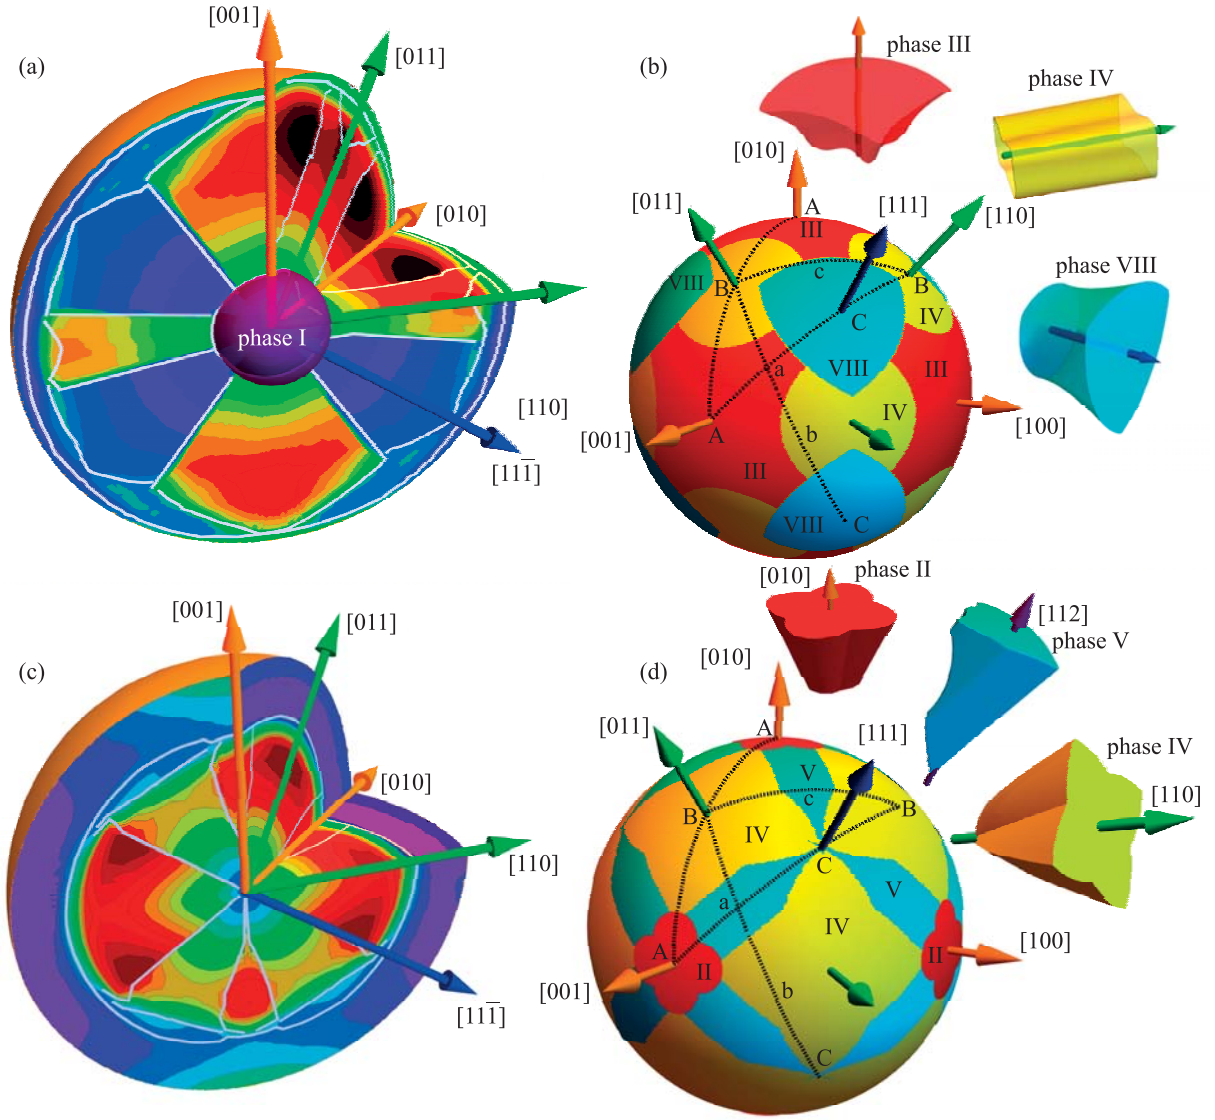 (a)
[001]
[011]
[010]
phase I
[110]
[11̅1̅]
(b)
phase III
phase IV
phase VIII
[010]
[011]
[111]
[110]
A
III
VIII
B
c
B
IV
C
VIII
III
a
[100]
IV
[001]
A
b
III
VIII
C
(c)
[001]
[011]
[010]
[110]
[111̅]
(d)
[010]
phase II
[112]
phase V
phase IV
[110]
[010]
[011]
[111]
A
V
B
c
B
IV
C
V
a
IV
A
II
II
[100]
[001]
b
C